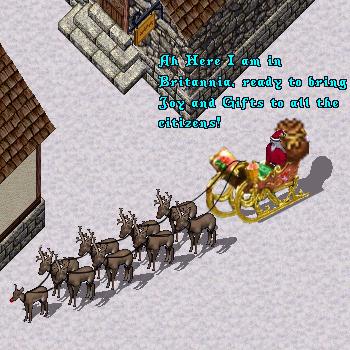 Ah Here I am in
Britannia, ready to bring
Joy and Gifts to all the
citizens!